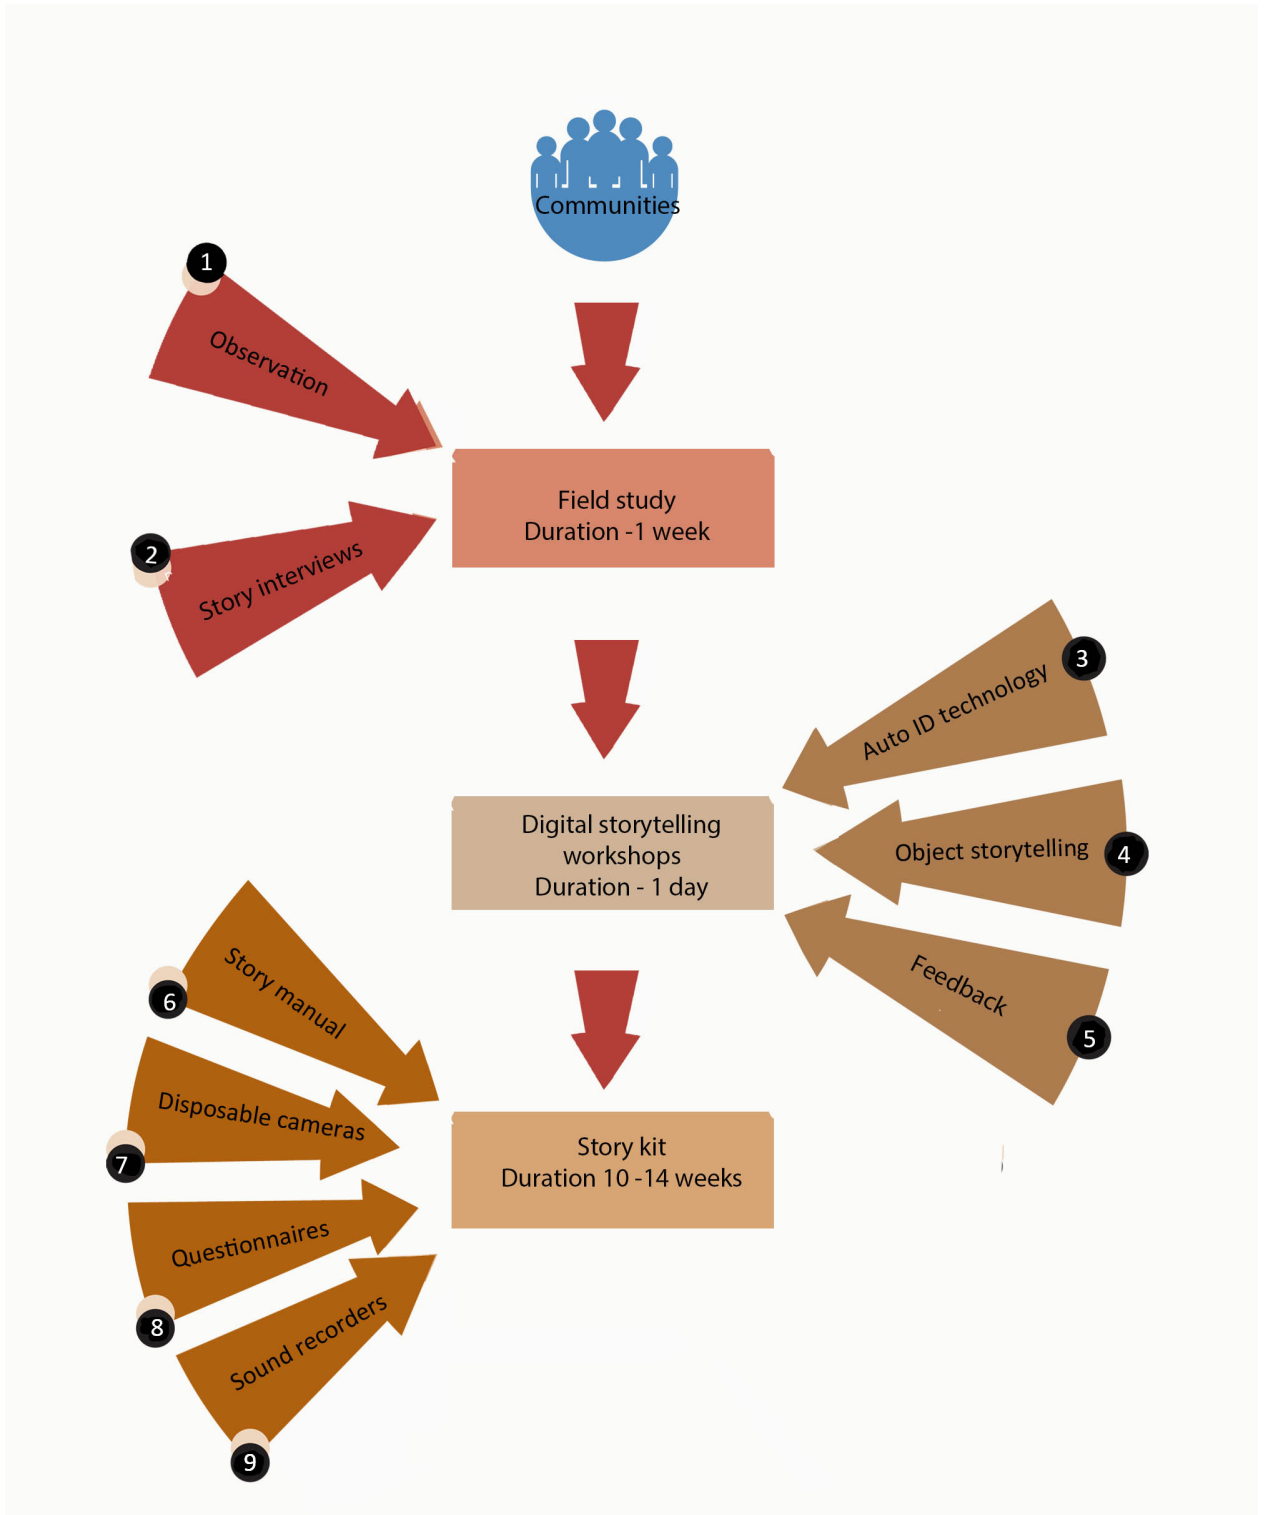 Communities
1
Observation
2
Story interviews
Field study
Duration -1 week
3
Auto ID technology
4
Object storytelling
5
Feedback
Digital storytelling
workshops
Duration - 1 day
6
Story manual
7
Disposable cameras
8
Questionnaires
9
Sound recorders
Story kit
Duration 10 -14 weeks